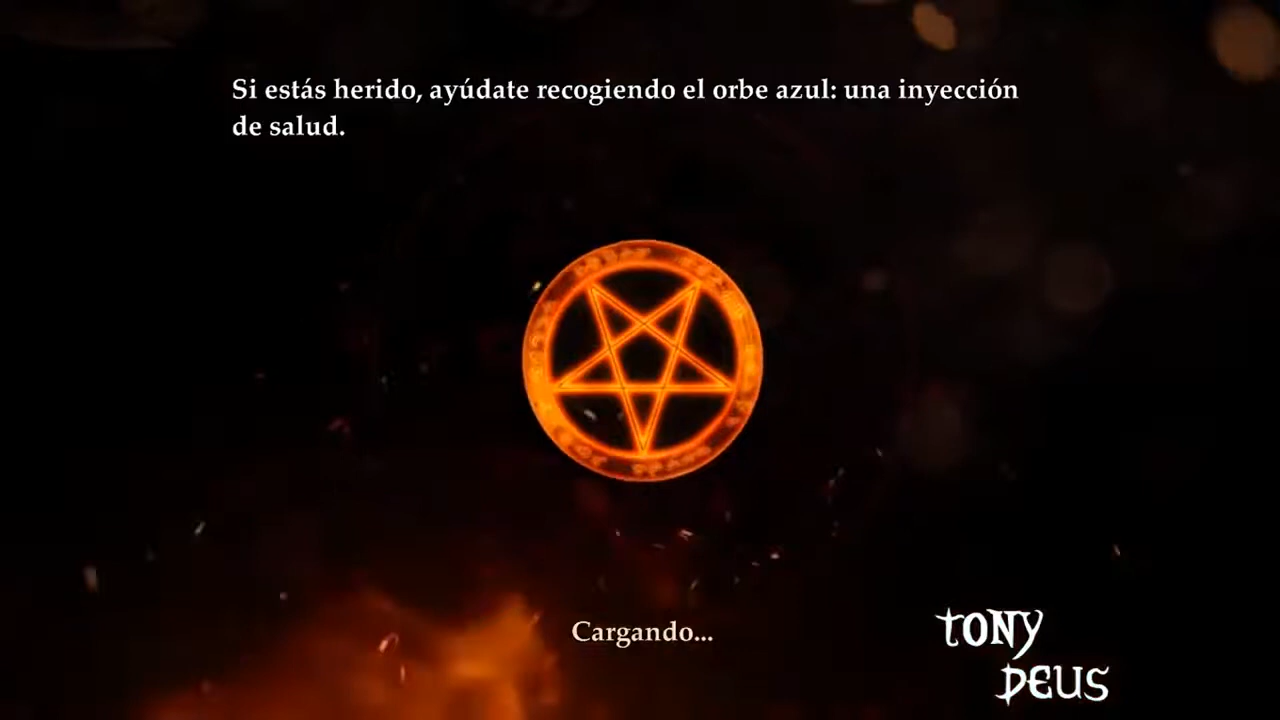 Si estás herido, ayúdate recogiendo el orbe azul: una inyección
de salud.
Cargando...
tONy
DEUS